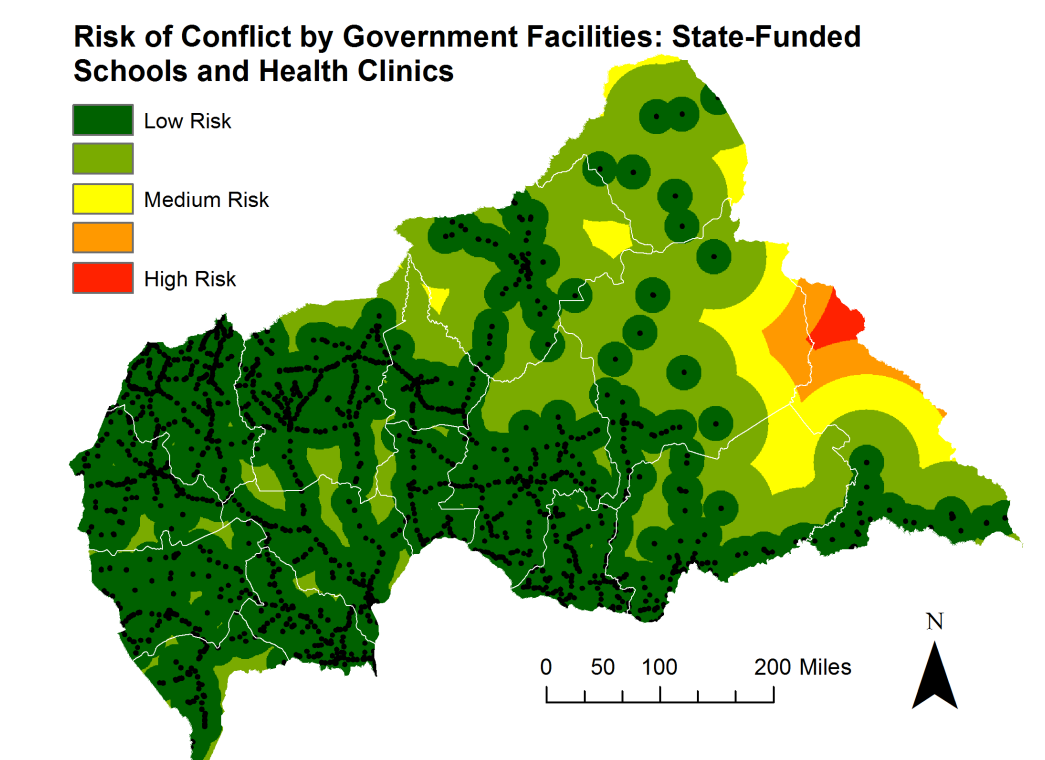 Risk of Conflict by Government Facilities: State-Funded
Schools and Health Clinics
Low Risk
Medium Risk
High Risk
N
0 50 100 200 Miles